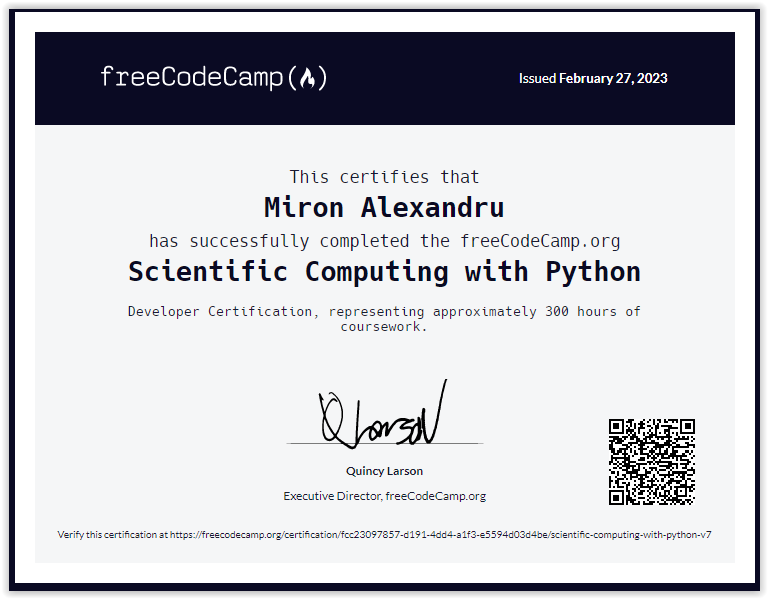 freeCodeCamp
Issued February 27, 2023
This certifies that
Miron Alexandru
has successfully completed the freeCodeCamp.org
Scientific Computing with Python
Developer Certification, representing approximately 300 hours of
coursework.
Q Larson
Quincy Larson
Executive Director, freeCodeCamp.org
Verify this certification at https://freecodecamp.org/certification/fcc23097857-d191-4dd4-a1f3-e5594d03d4be/scientific-computing-with-python-v7